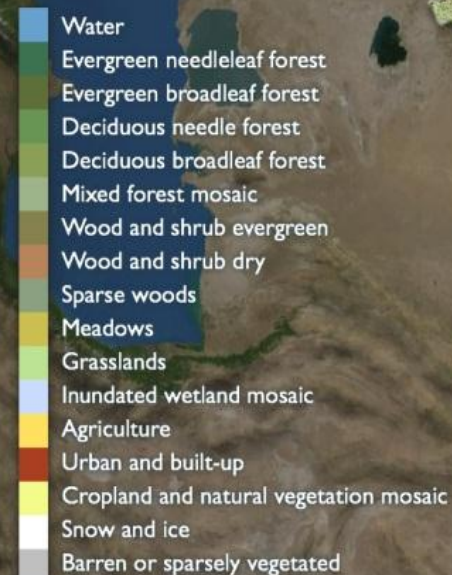 Water
Evergreen needleleaf forest
Evergreen broadleaf forest
Deciduous needle forest
Deciduous broadleaf forest
Mixed forest mosaic
Wood and shrub evergreen
Wood and shrub dry
Sparse woods
Meadows
Grasslands
Inundated wetland mosaic
Agriculture
Urban and built-up
Cropland and natural vegetation mosaic
Snow and ice
Barren or sparsely vegetated